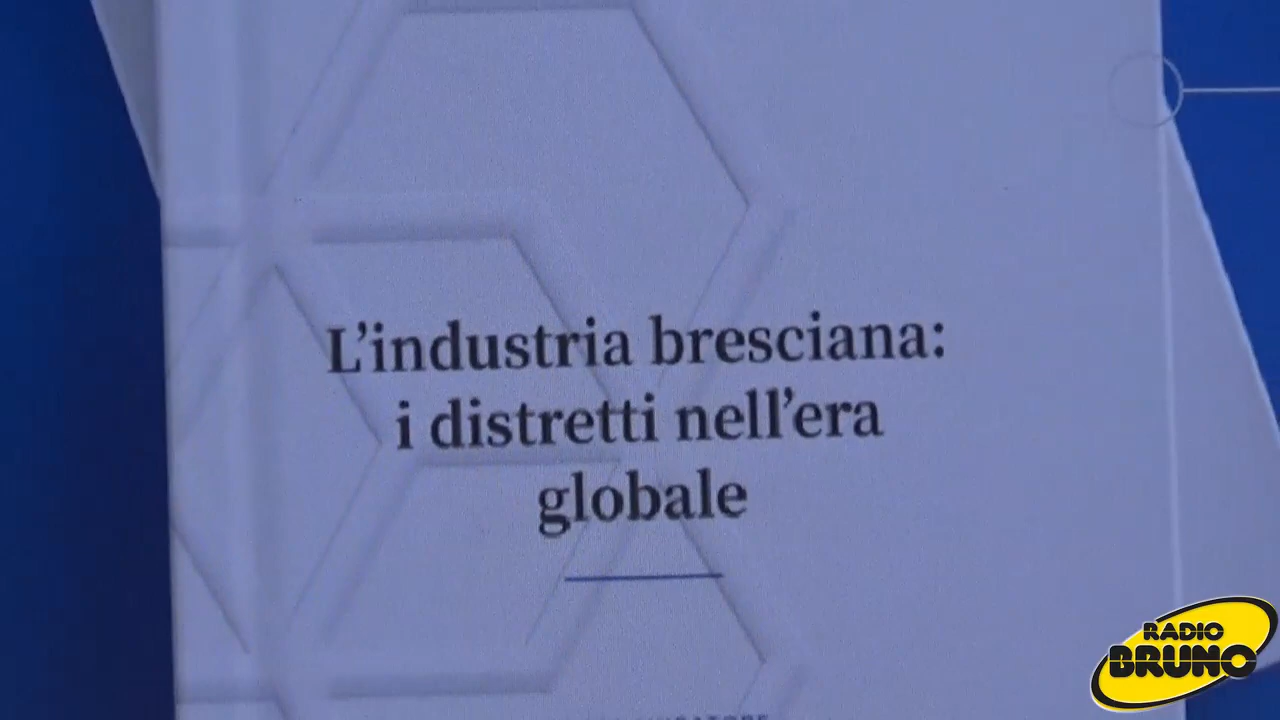 L'industria bresciana:
i distretti nell'era
globale
RADIO
BRUNO